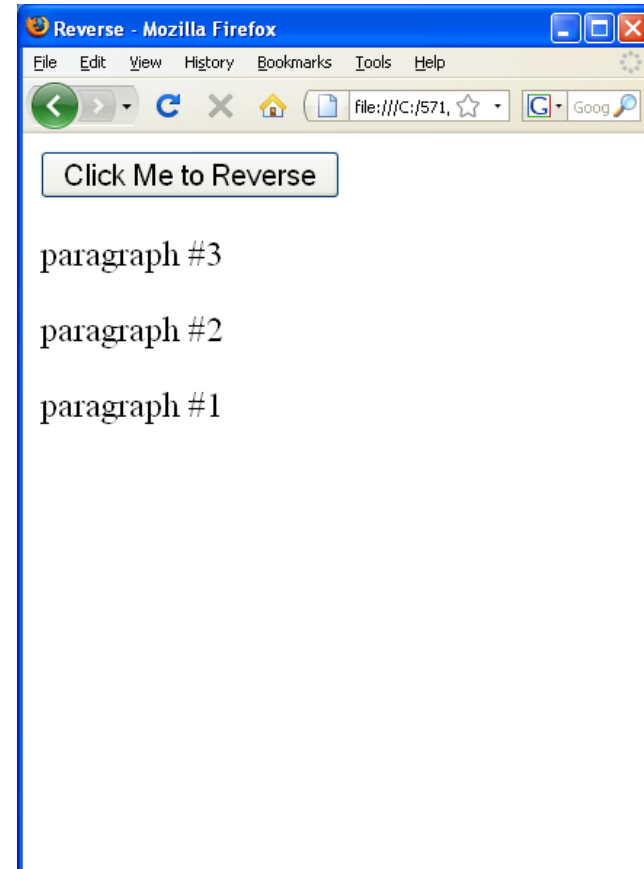 Reverse - Mozilla Firefox
File Edit View History Bookmarks Tools Help
file:///C:/571, G Goog
Click Me to Reverse
paragraph #3
paragraph #2
paragraph #1